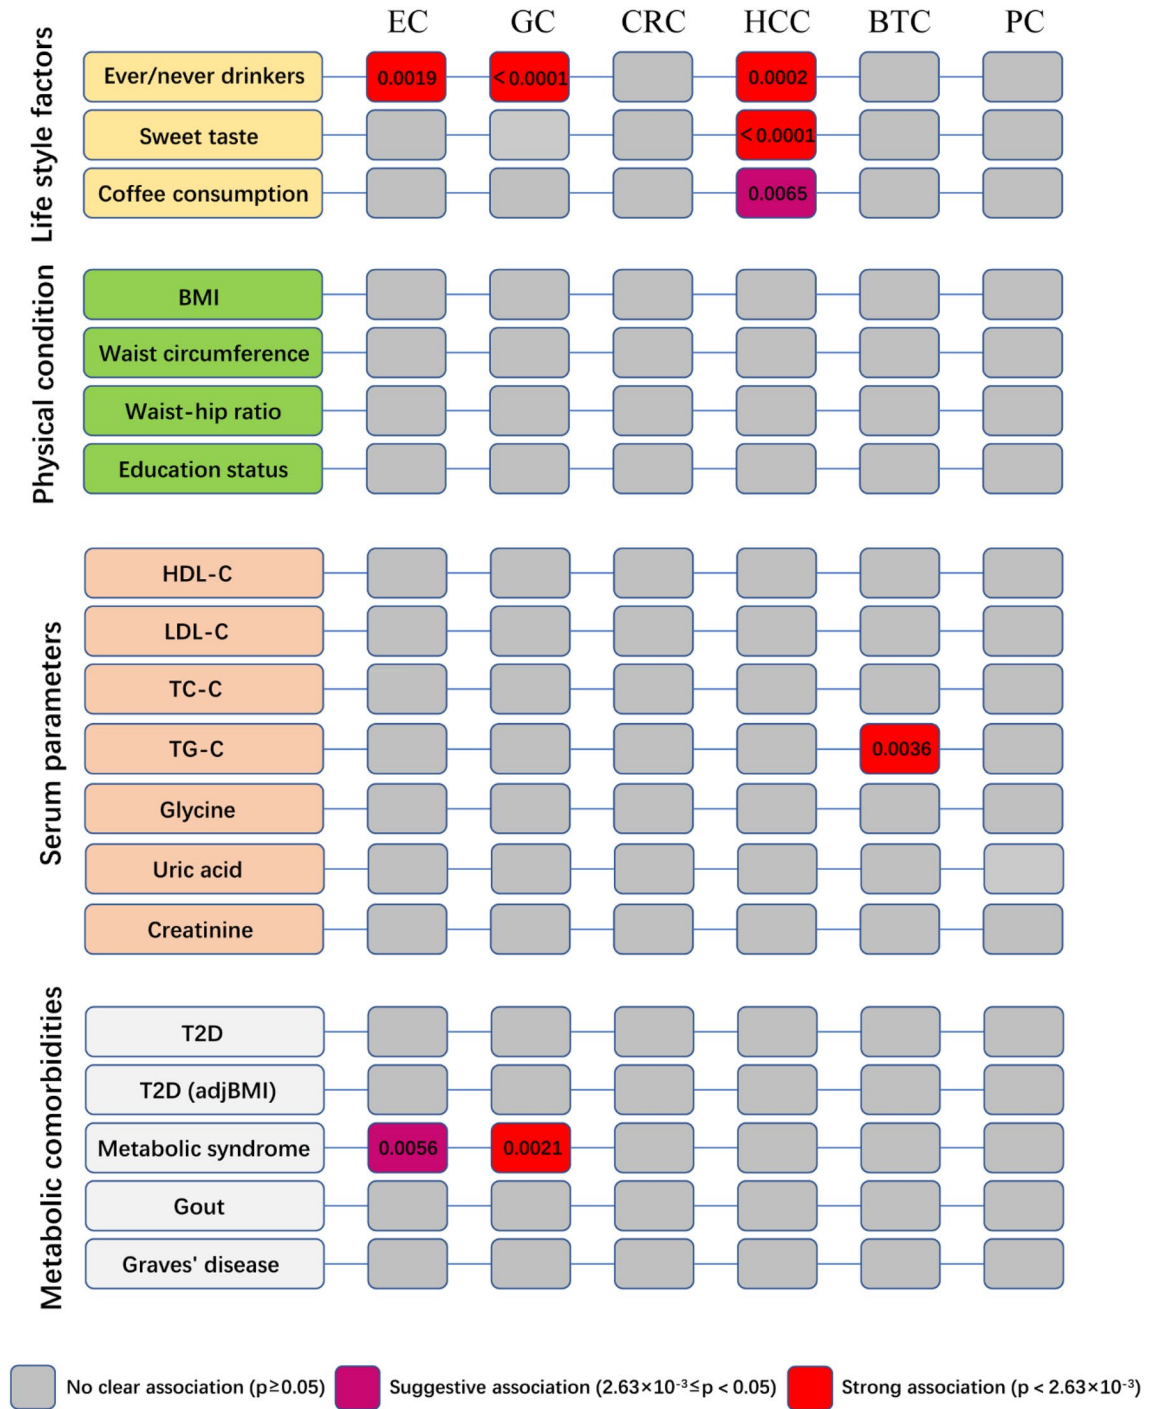 EC GC CRC HCC BTC PC
Life style factors
Ever/never drinkers 0.0019 <0.0001 0.0002
Sweet taste <0.0001
Coffee consumption 0.0065
Physical condition
BMI
Waist circumference
Waist-hip ratio
Education status
Serum parameters
HDL-C
LDL-C
TC-C
TG-C 0.0036
Glycine
Uric acid
Creatinine
Metabolic comorbidities
T2D
T2D (adjBMI)
Metabolic syndrome 0.0056 0.0021
Gout
Graves' disease
No clear association (p≥0.05) Suggestive association (2.63×10⁻³≤p < 0.05) Strong association (p < 2.63×10⁻³)